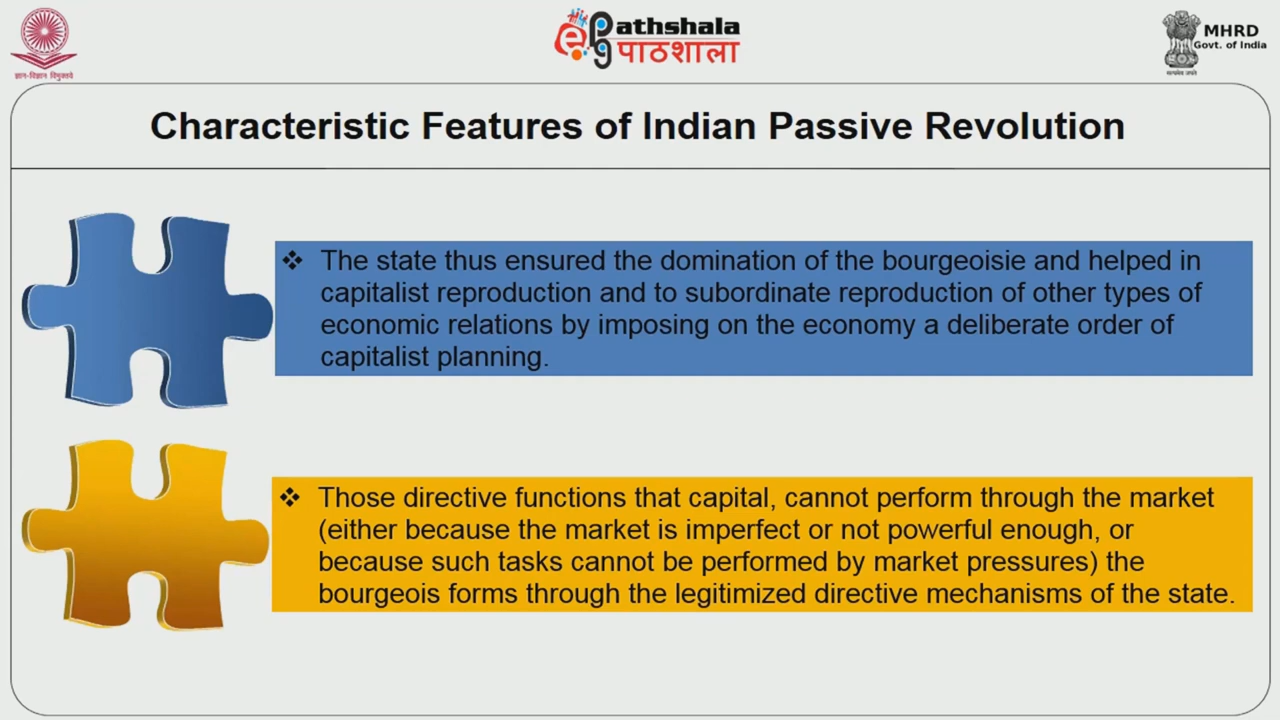 ज्ञान-विज्ञान विमुक्तये
e Pathshala
पाठशाला
MHRD
Govt. of India
सत्यमेव जयते
Characteristic Features of Indian Passive Revolution
❖ The state thus ensured the domination of the bourgeoisie and helped in
capitalist reproduction and to subordinate reproduction of other types of
economic relations by imposing on the economy a deliberate order of
capitalist planning.
❖ Those directive functions that capital, cannot perform through the market
(either because the market is imperfect or not powerful enough, or
because such tasks cannot be performed by market pressures) the
bourgeois forms through the legitimized directive mechanisms of the state.